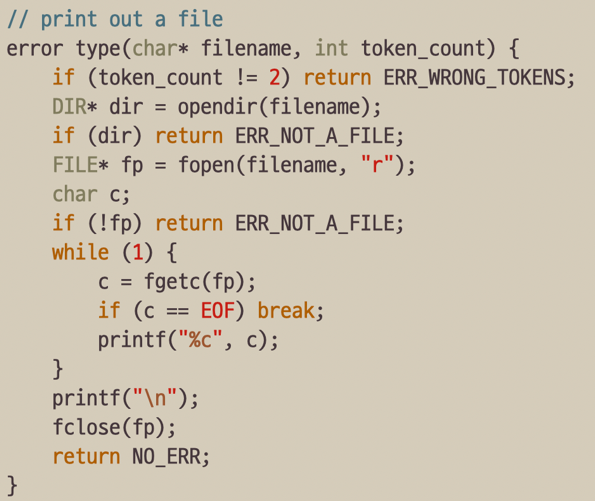 // print out a file
error type(char* filename, int token_count) {
    if (token_count != 2) return ERR_WRONG_TOKENS;
    DIR* dir = opendir(filename);
    if (dir) return ERR_NOT_A_FILE;
    FILE* fp = fopen(filename, "r");
    char c;
    if (!fp) return ERR_NOT_A_FILE;
    while (1) {
        c = fgetc(fp);
        if (c == EOF) break;
        printf("%c", c);
    }
    printf("\n");
    fclose(fp);
    return NO_ERR;
}